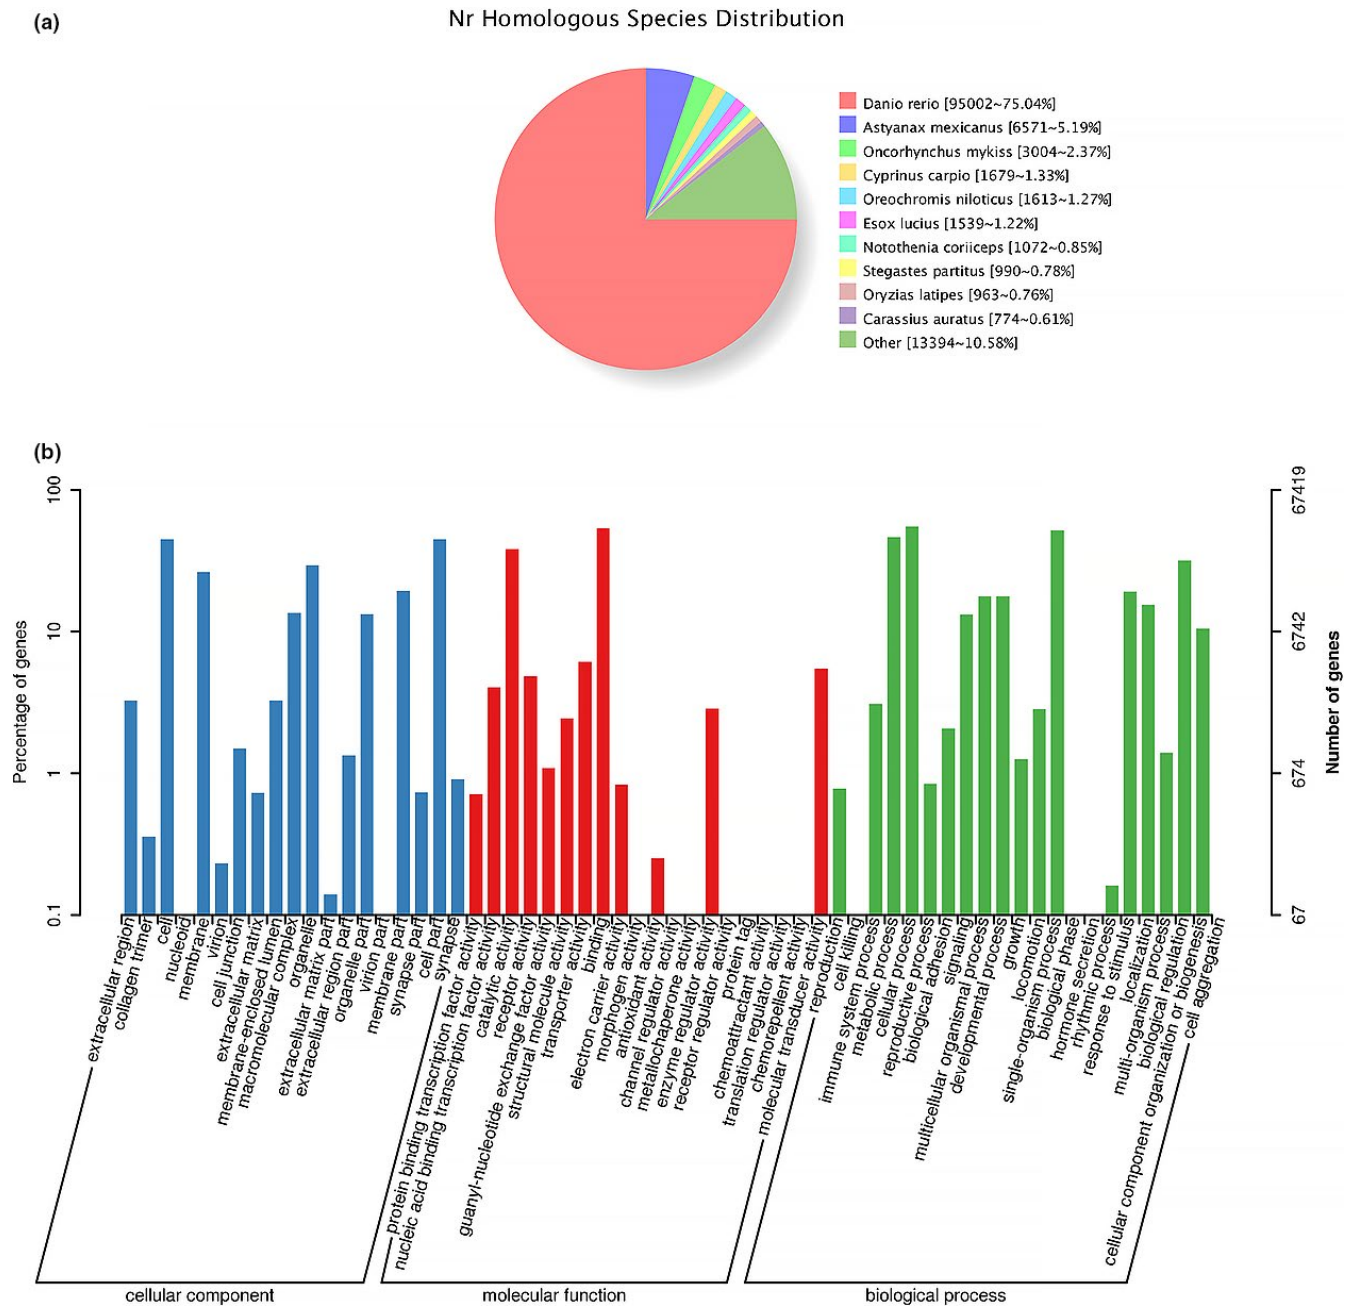 (a)
Nr Homologous Species Distribution
Danio rerio [95002~75.04%]
Astyanax mexicanus [6571~5.19%]
Oncorhynchus mykiss [3004~2.37%]
Cyprinus carpio [1679~1.33%]
Oreochromis niloticus [1613~1.27%]
Esox lucius [1539~1.22%]
Notothenia coriiceps [1072~0.85%]
Stegastes partitus [990~0.78%]
Oryzias latipes [963~0.76%]
Carassius auratus [774~0.61%]
Other [13394~10.58%]
(b)
Percentage of genes
100
10
1
0.1
67419
6742
674
67
Number of genes
extracellular region
collagen trimer
cell
nucleoid
membrane
virion
cell junction
extracellular matrix
membrane-enclosed lumen
macromolecular complex
organelle
extracellular matrix part
extracellular region part
organelle part
virion part
membrane part
synapse part
cell part
synapse
protein binding transcription factor activity
nucleic acid binding transcription factor activity
catalytic activity
receptor activity
guanyl-nucleotide exchange factor activity
structural molecule activity
transporter activity
binding
electron carrier activity
morphogen activity
antioxidant activity
channel regulator activity
metallochaperone activity
enzyme regulator activity
receptor regulator activity
protein tag
chemoattractant activity
translation regulator activity
chemorepellent activity
molecular transducer activity
reproduction
cell killing
immune system process
metabolic process
cellular process
reproductive process
biological adhesion
signaling
multicellular organismal process
developmental process
growth
locomotion
single-organism process
biological phase
hormone secretion
rhythmic process
response to stimulus
localization
multi-organism process
biological regulation
cellular component organization or biogenesis
cell aggregation
cellular component
molecular function
biological process